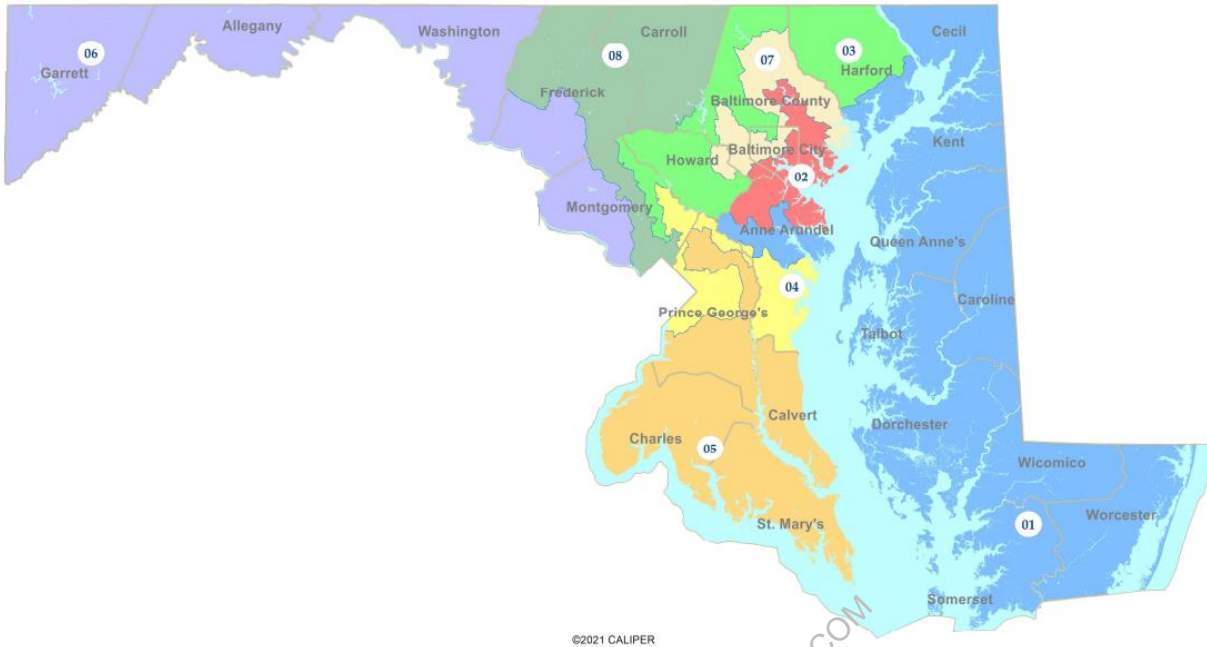 Allegany
Washington
Carroll
Cecil
06
08
07
03
Garrett
Harford
Frederick
Baltimore County
Kent
Baltimore City
Howard
02
Montgomery
Anne Arundel
Queen Anne's
04
Caroline
Prince George's
Talbot
Calvert
Dorchester
Charles
05
Wicomico
Worcester
St. Mary's
01
Somerset
.COM
©2021 CALIPER